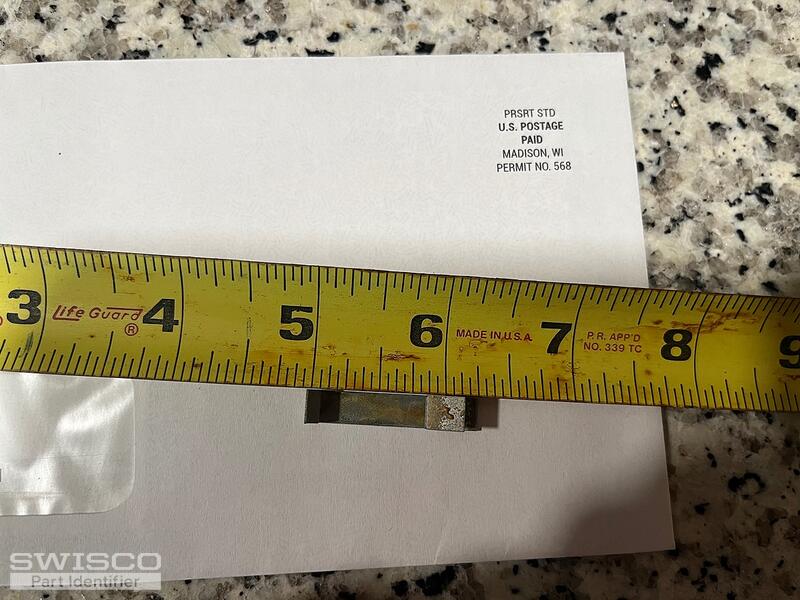 PRSRT STD
U.S. POSTAGE
PAID
MADISON, WI
PERMIT NO. 568
3 Life Guard ® 4 5 6 MADE IN U.S.A. 7 P.R. APP'D 8 9
NO. 339 TC
SWISCO
Part Identifier